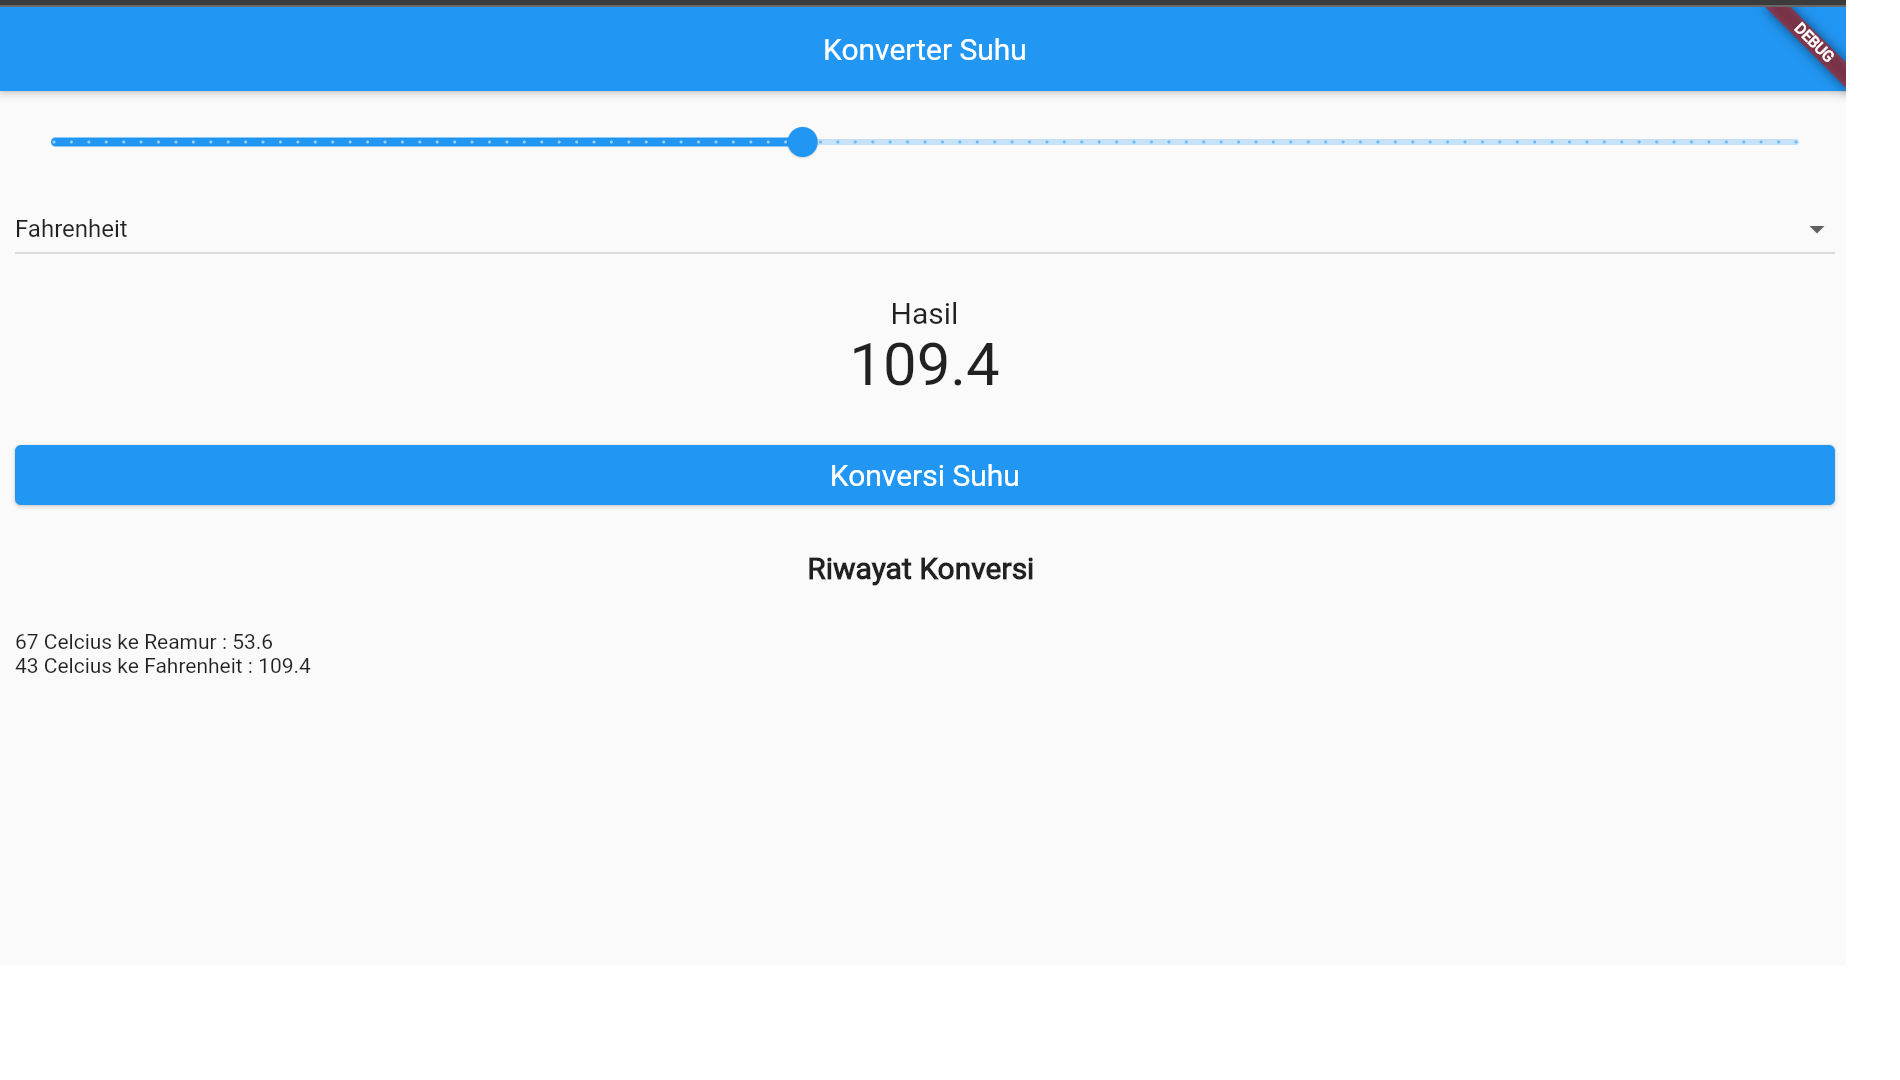 Konverter Suhu
DEBUG
Fahrenheit
Hasil
109.4
Konversi Suhu
Riwayat Konversi
67 Celcius ke Reamur : 53.6
43 Celcius ke Fahrenheit : 109.4